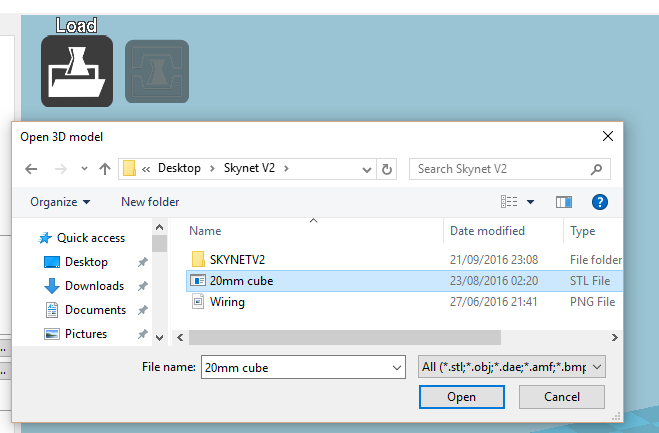 Load
Open 3D model
« Desktop > Skynet V2 >
Search Skynet V2
Organize
New folder
Name Date modified Type
Quick access
Desktop
Downloads
Documents
Pictures
SKYNETV2 21/09/2016 23:08 File folder
20mm cube 23/08/2016 02:20 STL File
Wiring 27/06/2016 21:41 PNG File
File name: 20mm cube
All (*.stl;*.obj;*.dae;*.amf;*.bmp
Open
Cancel